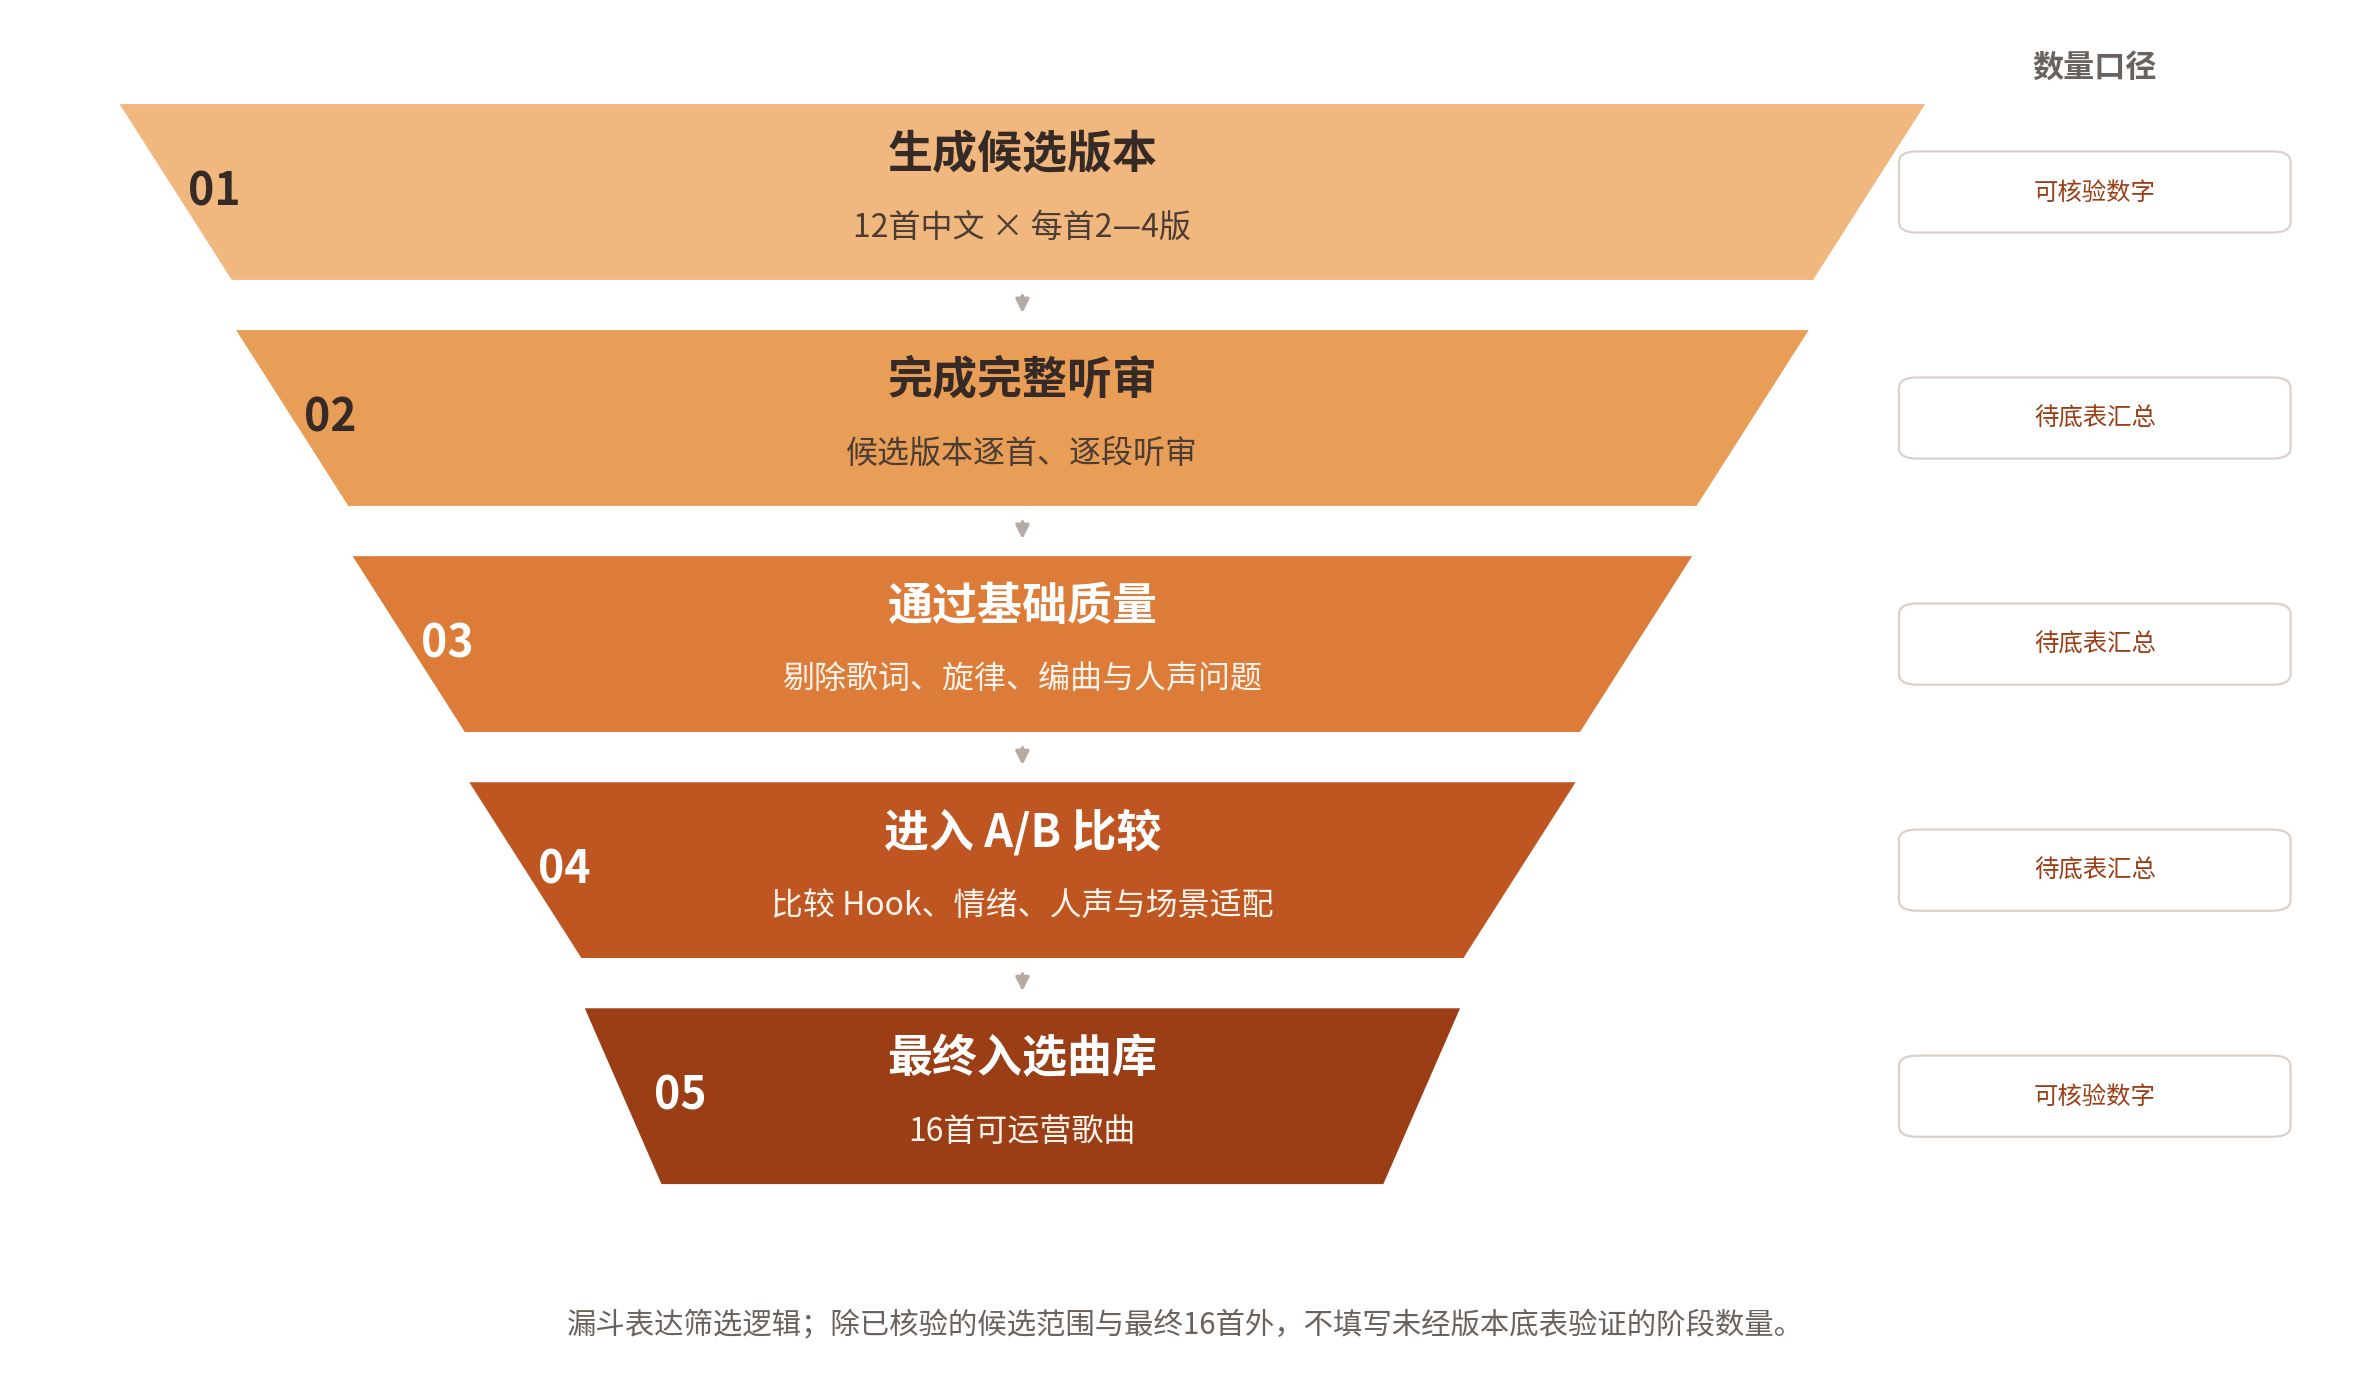 数量口径
生成候选版本
01
可核验数字
12首中文 × 每首2—4版
完成完整听审
02
待底表汇总
候选版本逐首、逐段听审
通过基础质量
03
待底表汇总
剔除歌词、旋律、编曲与人声问题
进入 A/B 比较
04
待底表汇总
比较 Hook、情绪、人声与场景适配
最终入选曲库
05
可核验数字
16首可运营歌曲
漏斗表达筛选逻辑；除已核验的候选范围与最终16首外，不填写未经版本底表验证的阶段数量。